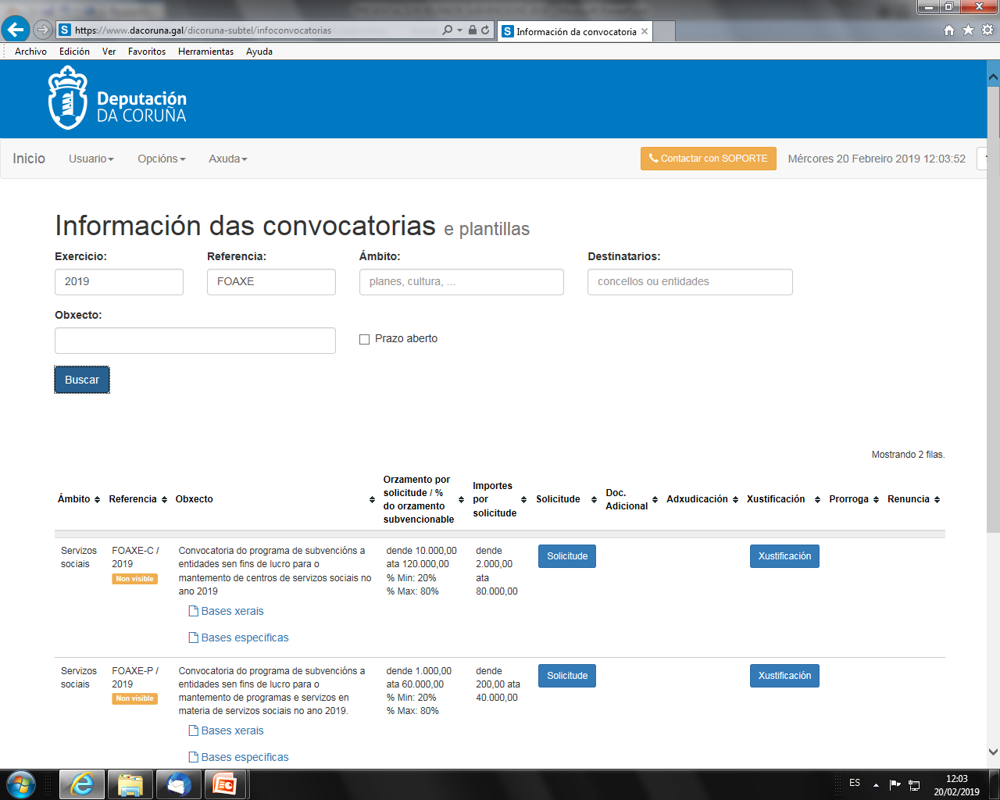 https://www.dacoruna.gal/dicoruna-subtel/infoconvocatorias
Información da convocatoria
Archivo Edición Ver Favoritos Herramientas Ayuda
Deputación
DA CORUÑA
Inicio Usuario Opcións Axuda Contactar con SOPORTE Mércores 20 Febreiro 2019 12:03:52
Información das convocatorias e plantillas
Exercicio: Referencia: Ámbito: Destinatarios:
2019 FOAXE planes, cultura, ... concellos ou entidades
Obxecto:
Prazo aberto
Buscar
Mostrando 2 filas.
Ámbito
Referencia
Obxecto
Orzamento por
solicitude / %
do orzamento
subvencionable
Importes
por
solicitude
Solicitude
Doc.
Adicional
Adxudicación
Xustificación
Prorroga
Renuncia
Servizos
sociais
FOAXE-C /
2019
Non visible
Convocatoria do programa de subvencións a
entidades sen fins de lucro para o
mantemento de centros de servizos sociais no
ano 2019
Bases xerais
Bases especificas
dende 10.000,00
ata 120.000,00
% Min: 20%
% Max: 80%
dende
2.000,00
ata
80.000,00
Solicitude
Xustificación
Servizos
sociais
FOAXE-P /
2019
Non visible
Convocatoria do programa de subvencións a
entidades sen fins de lucro para o
mantemento de programas e servizos en
materia de servizos sociais no ano 2019.
Bases xerais
Bases especificas
dende 1.000,00
ata 60.000,00
% Min: 20%
% Max: 80%
dende
200,00 ata
40.000,00
Solicitude
Xustificación
ES
12:03
20/02/2019